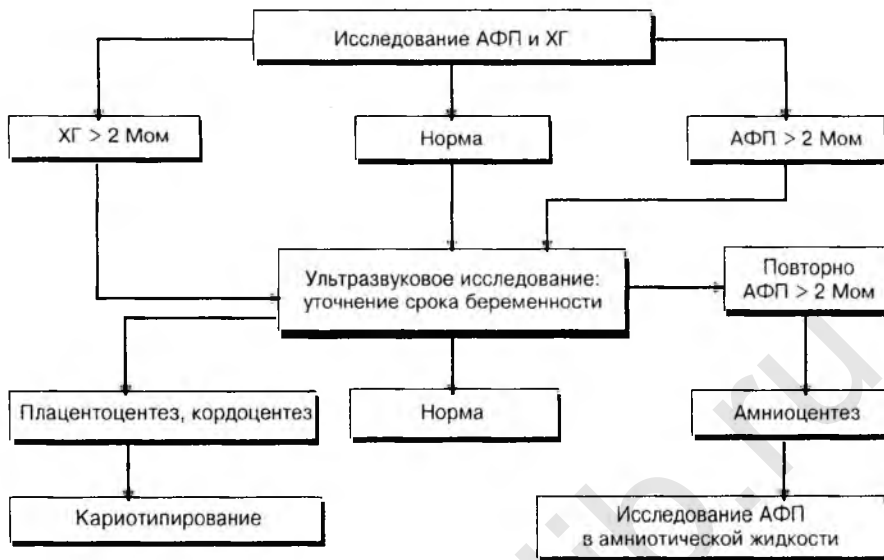 Исследование АФП и ХГ
ХГ > 2 Мом
Норма
АФП > 2 Мом
Ультразвуковое исследование:
уточнение срока беременности
Повторно
АФП > 2 Мом
Плацентоцентез, кордоцентез
Норма
Амниоцентез
Кариотипирование
Исследование АФП
в амниотической жидкости